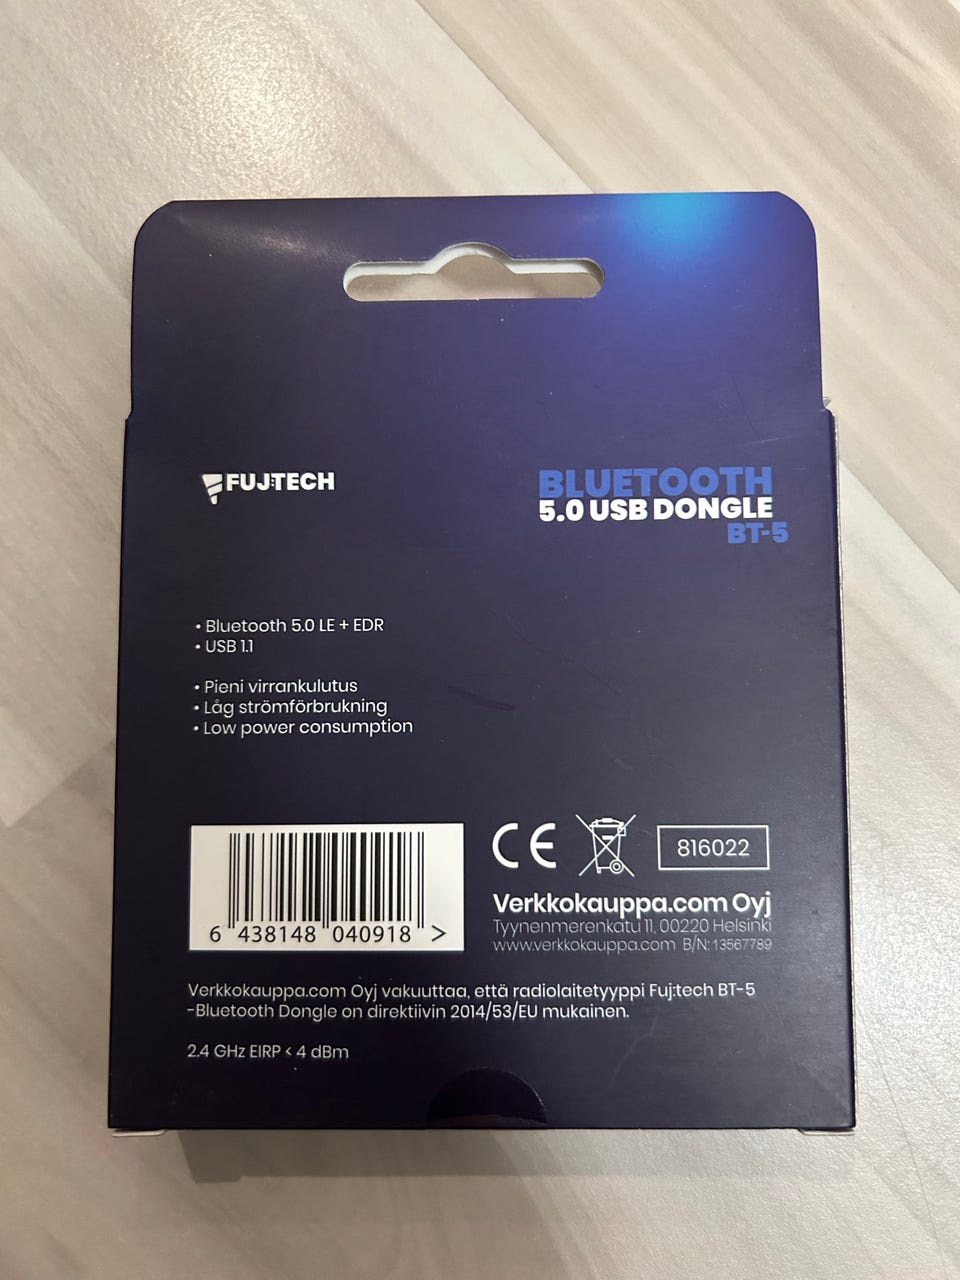 FUJ:TECH
BLUETOOTH
5.0 USB DONGLE
BT-5
• Bluetooth 5.0 LE + EDR
• USB 1.1
• Pieni virrankulutus
• Låg strömförbrukning
• Low power consumption
CE
816022
6 438148 040918 >
Verkkokauppa.com Oyj
Tyynenmerenkatu 11, 00220 Helsinki
www.verkkokauppa.com B/N: 13567789
Verkkokauppa.com Oyj vakuuttaa, että radiolaitetyyppi Fuj:tech BT-5
-Bluetooth Dongle on direktiivin 2014/53/EU mukainen.
2.4 GHz EIRP < 4 dBm